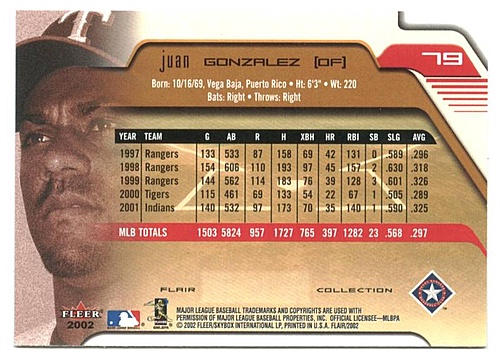 juan GONZALEZ [OF]
79
Born: 10/16/69, Vega Baja, Puerto Rico • Ht: 6'3" • Wt: 220
Bats: Right • Throws: Right
YEAR TEAM G AB R H XBH HR RBI SB SLG AVG
1997 Rangers 133 533 87 158 69 42 131 0 .589 .296
1998 Rangers 154 606 110 193 97 45 157 2 .630 .318
1999 Rangers 144 562 114 183 76 39 128 3 .601 .326
2000 Tigers 115 461 69 133 54 22 67 1 .505 .289
2001 Indians 140 532 97 173 70 35 140 1 .590 .325
MLB TOTALS 1503 5824 957 1727 765 397 1282 23 .568 .297
FLAIR COLLECTION
FLEER
2002
MAJOR LEAGUE BASEBALL TRADEMARKS AND COPYRIGHTS ARE USED WITH
PERMISSION OF MAJOR LEAGUE BASEBALL PROPERTIES, INC. OFFICIAL LICENSEE—MLBPA
© 2002 FLEER/SKYBOX INTERNATIONAL LP, PRINTED IN U.S.A. FLAIR/2002